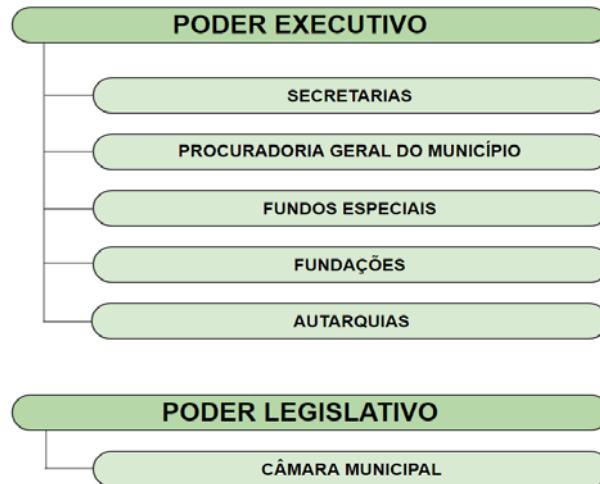 PODER EXECUTIVO
SECRETARIAS
PROCURADORIA GERAL DO MUNICÍPIO
FUNDOS ESPECIAIS
FUNDAÇÕES
AUTARQUIAS
PODER LEGISLATIVO
CÂMARA MUNICIPAL